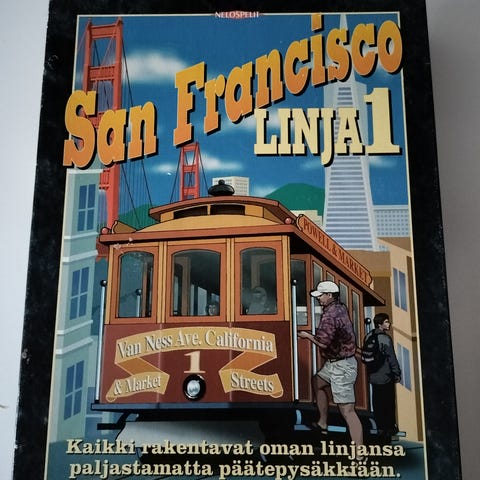 NELOSPELIT
San Francisco
LINJA 1
POWELL & MARKET
Van Ness Ave. California
1
& Market Streets
Kaikki rakentavat oman linjansa
paljastamatta päätepysäkkiään.